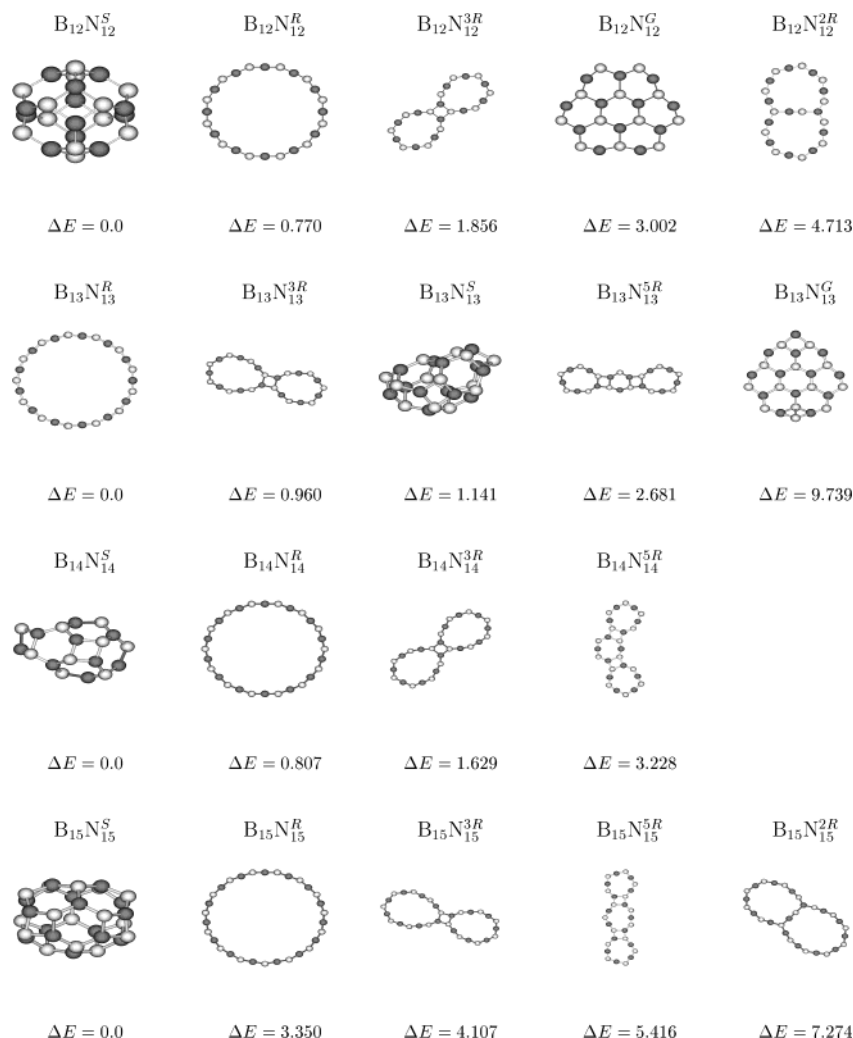 B₁₂N₁₂^S B₁₂N₁₂^R B₁₂N₁₂^3R B₁₂N₁₂^G B₁₂N₁₂^2R
ΔE = 0.0 ΔE = 0.770 ΔE = 1.856 ΔE = 3.002 ΔE = 4.713
B₁₃N₁₃^R B₁₃N₁₃^3R B₁₃N₁₃^S B₁₃N₁₃^5R B₁₃N₁₃^G
ΔE = 0.0 ΔE = 0.960 ΔE = 1.141 ΔE = 2.681 ΔE = 9.739
B₁₄N₁₄^S B₁₄N₁₄^R B₁₄N₁₄^3R B₁₄N₁₄^5R
ΔE = 0.0 ΔE = 0.807 ΔE = 1.629 ΔE = 3.228
B₁₅N₁₅^S B₁₅N₁₅^R B₁₅N₁₅^3R B₁₅N₁₅^5R B₁₅N₁₅^2R
ΔE = 0.0 ΔE = 3.350 ΔE = 4.107 ΔE = 5.416 ΔE = 7.274